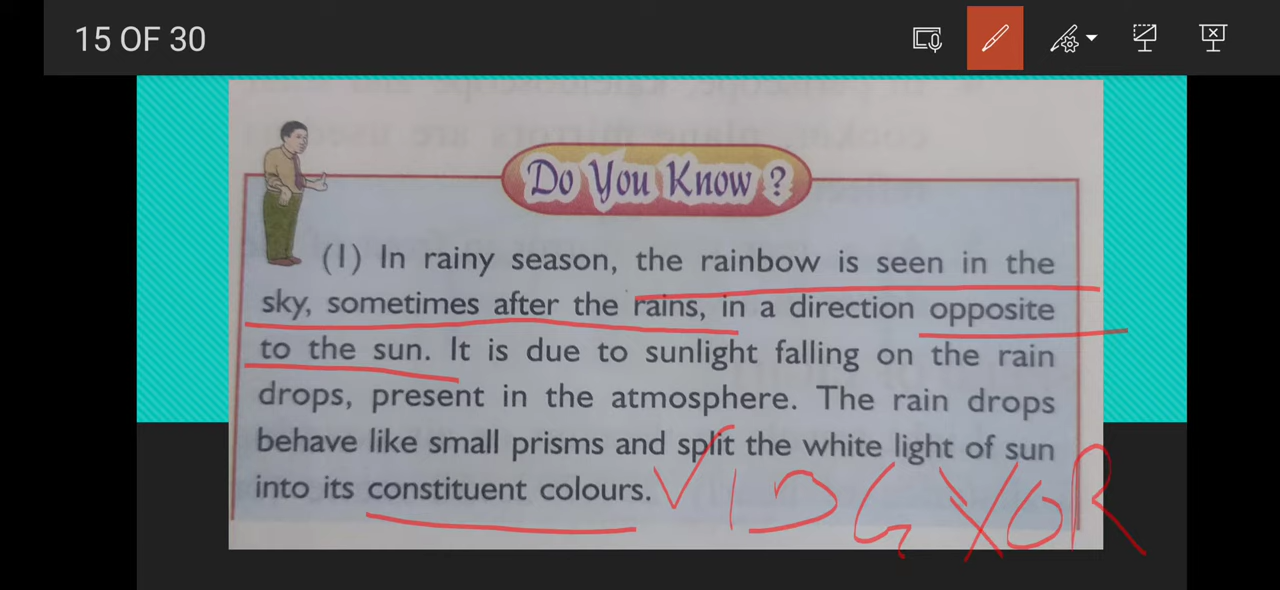 15 OF 30
Do You Know ?
(1) In rainy season, the rainbow is seen in the
sky, sometimes after the rains, in a direction opposite
to the sun. It is due to sunlight falling on the rain
drops, present in the atmosphere. The rain drops
behave like small prisms and split the white light of sun
into its constituent colours. VIDGYOR